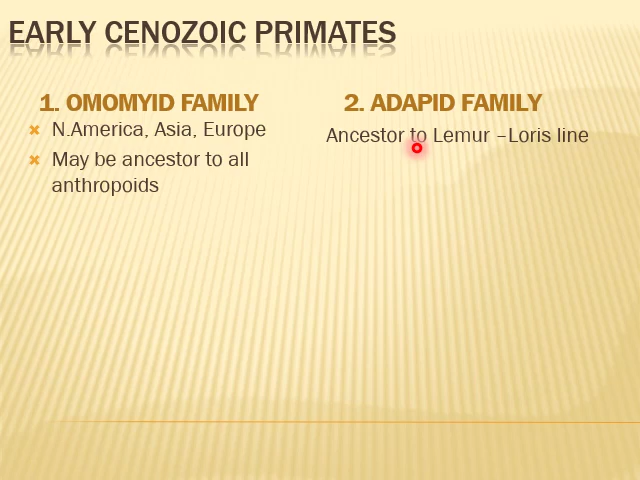 EARLY CENOZOIC PRIMATES
1. OMOMYID FAMILY
N.America, Asia, Europe
May be ancestor to all
anthropoids
2. ADAPID FAMILY
Ancestor to Lemur –Loris line